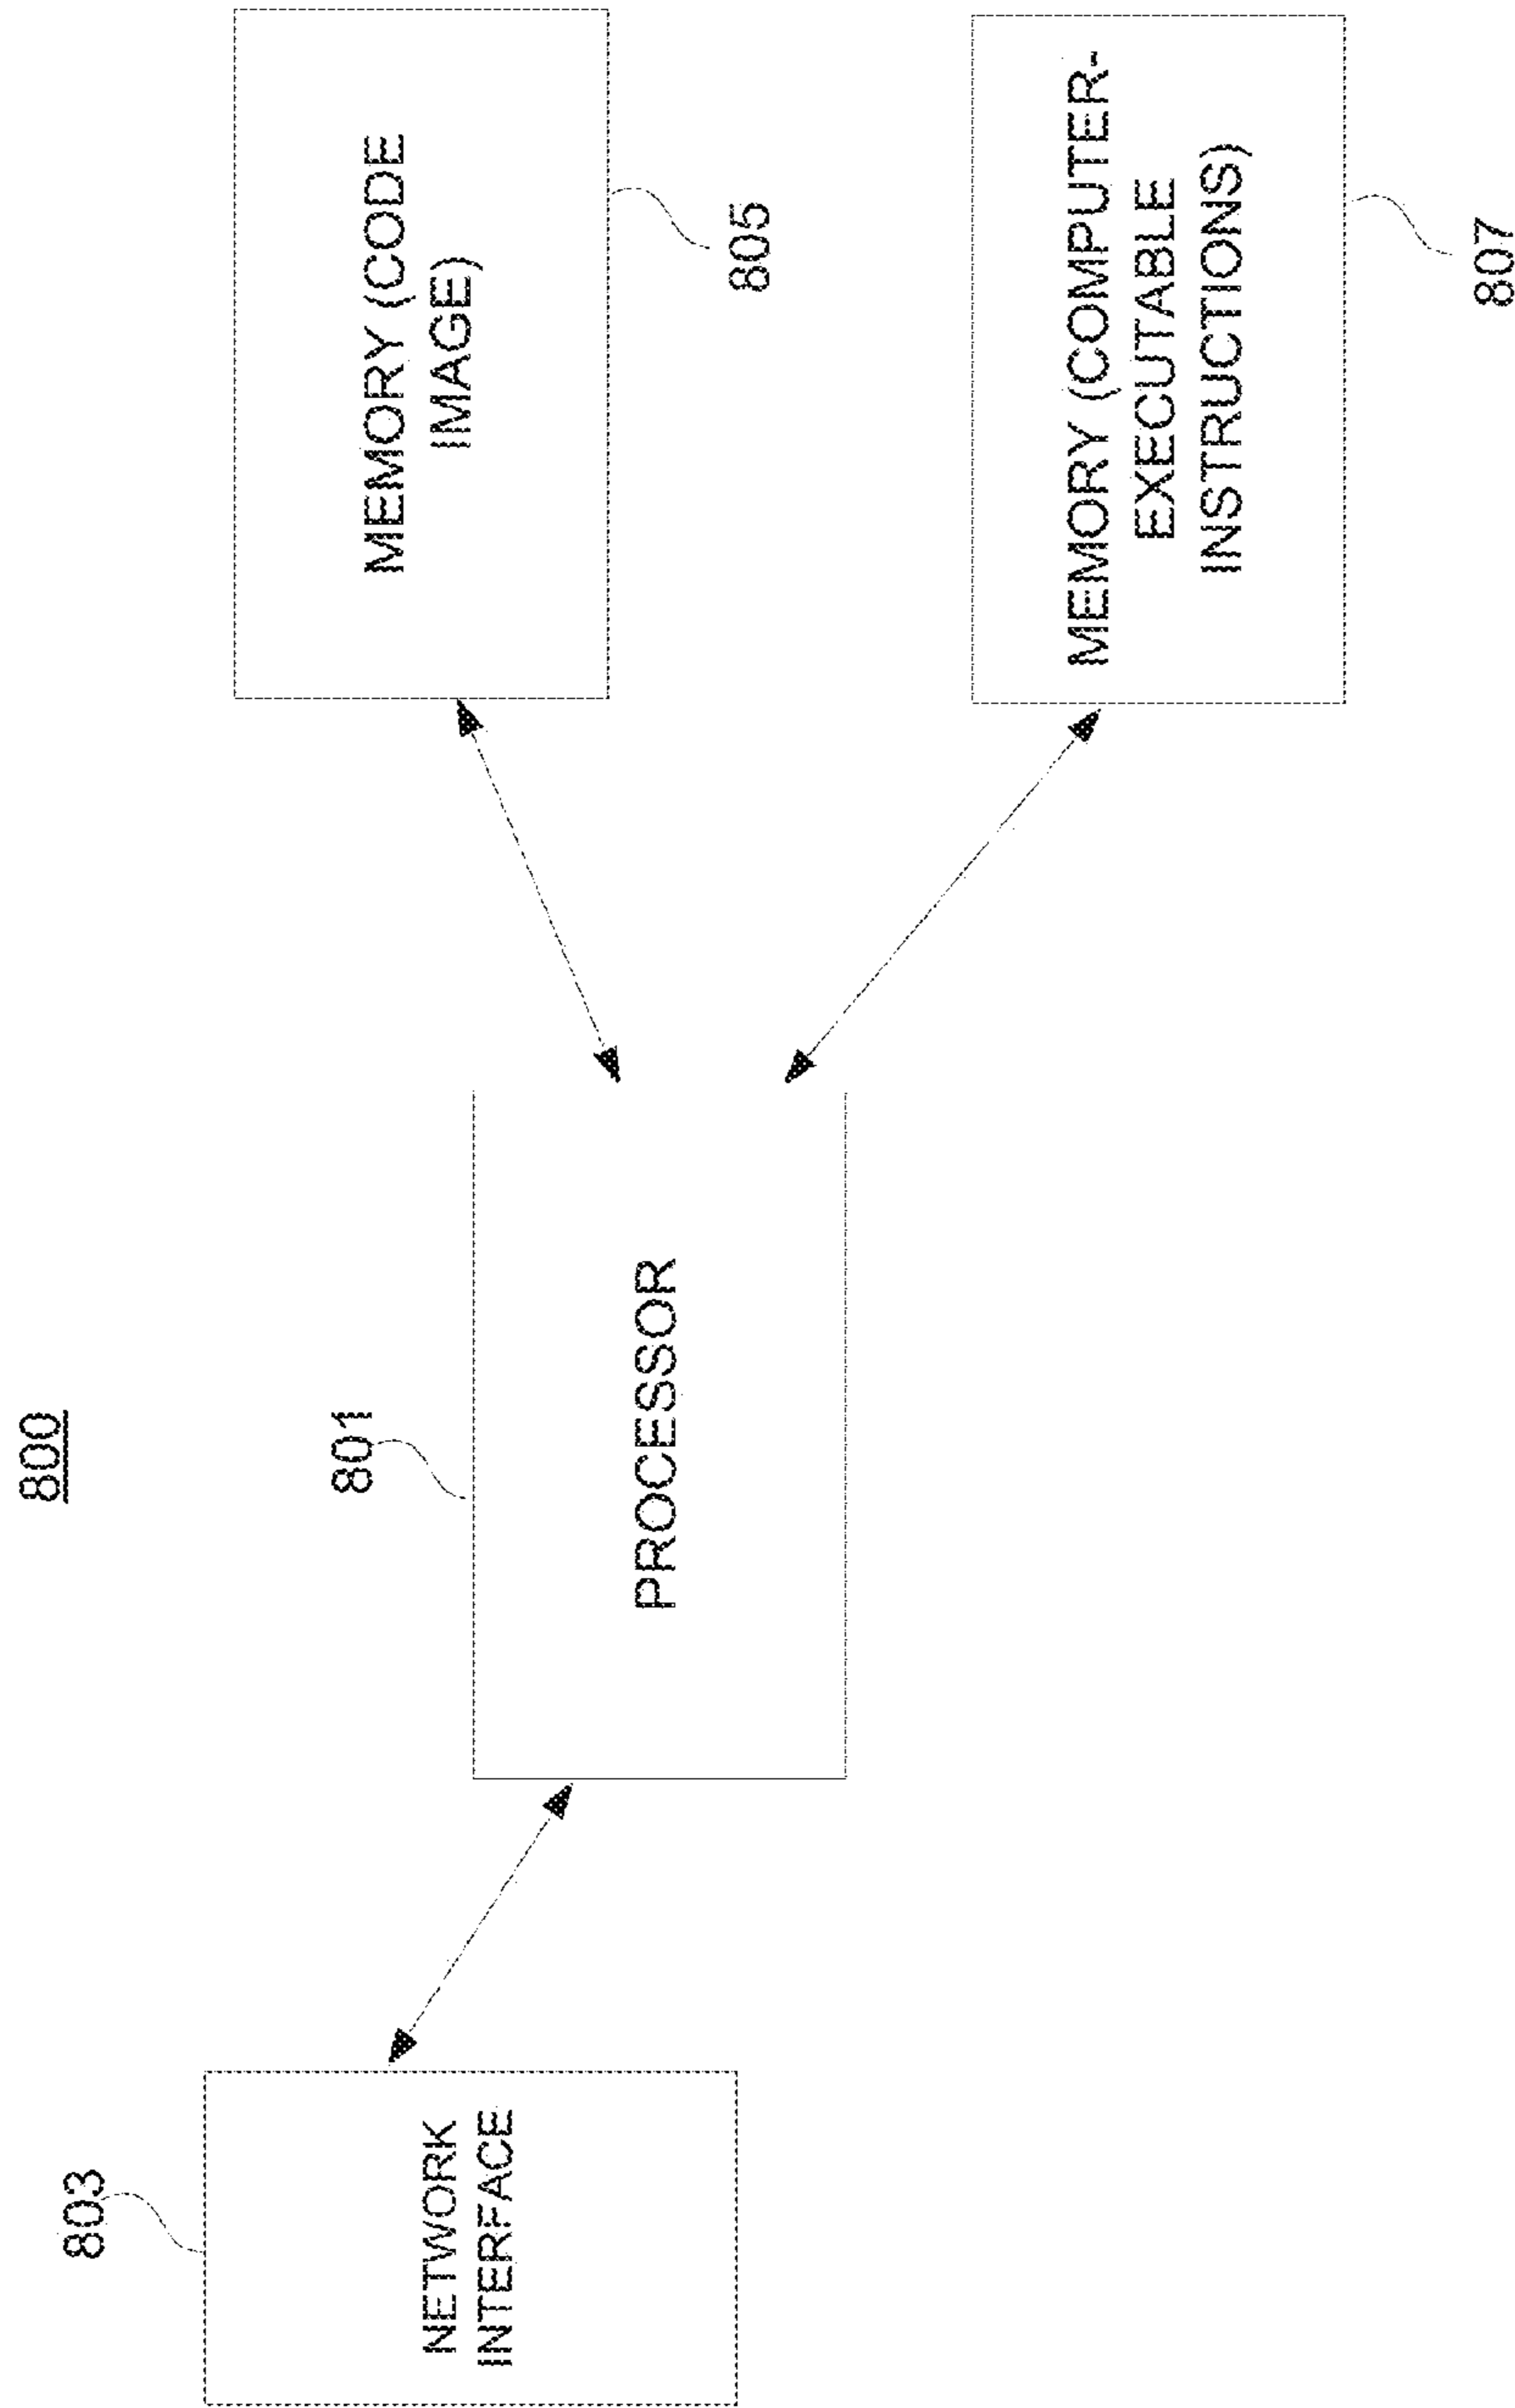 800
803
NETWORK
INTERFACE
801
PROCESSOR
MEMORY (CODE
IMAGE)
805
MEMORY (COMPUTER-
EXECUTABLE
INSTRUCTIONS)
807